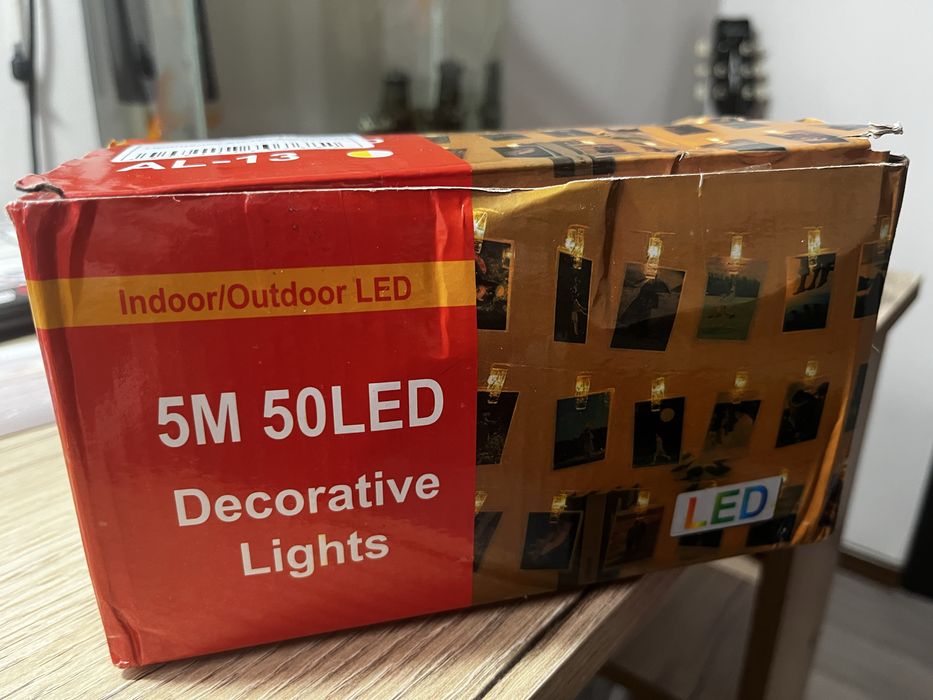 AL-13
Indoor/Outdoor LED
5M 50LED
Decorative
Lights
LED